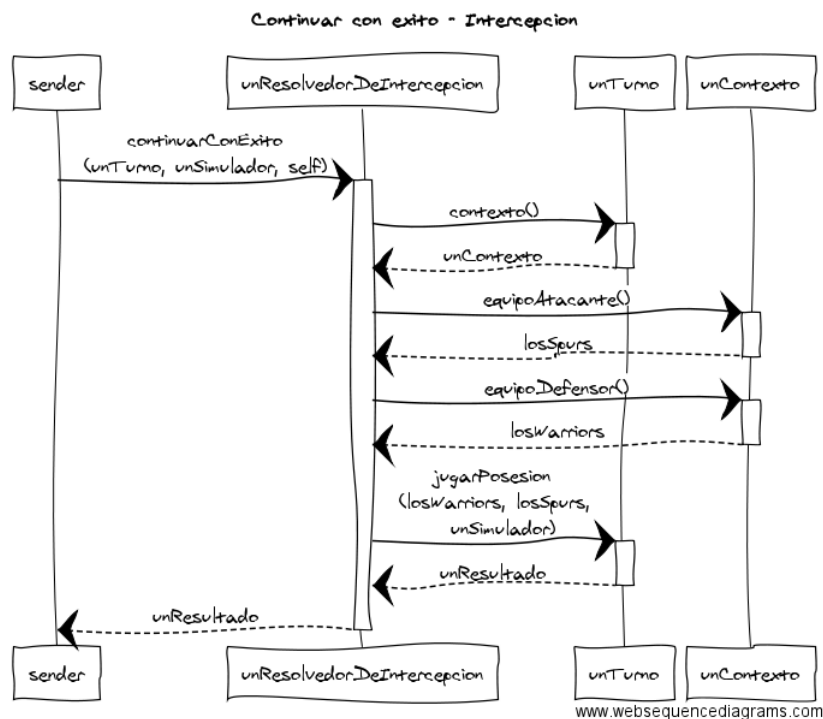 Continuar con exito - Intercepcion
sender
unResolvedorDeIntercepcion
unTurno
unContexto
continuarConExito
(unTurno, unSimulador, self)
contexto()
unContexto
equipoAtacante()
losSpurs
equipoDefensor()
losWarriors
jugarPosesion
(losWarriors, losSpurs,
unSimulador)
unResultado
unResultado
sender
unResolvedorDeIntercepcion
unTurno
unContexto
www.websequencediagrams.com